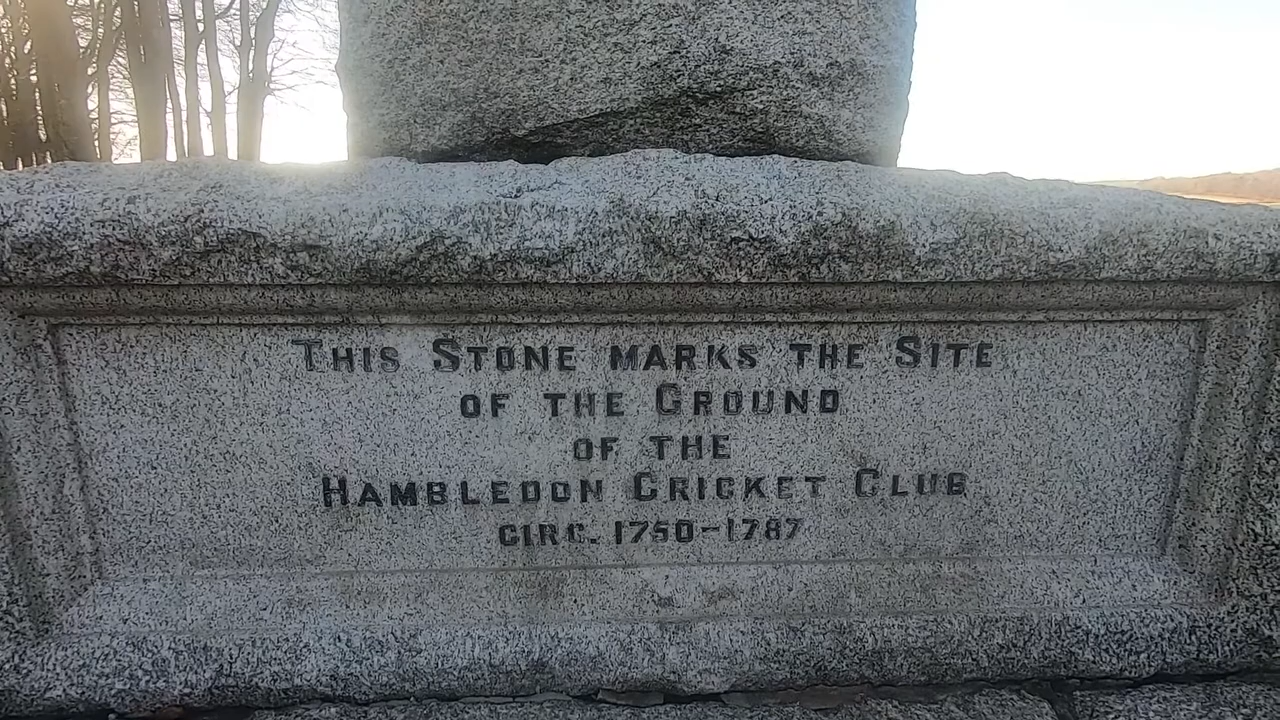 This Stone marks the Site
of the Ground
of the
Hambledon Cricket Club
circ. 1750-1787